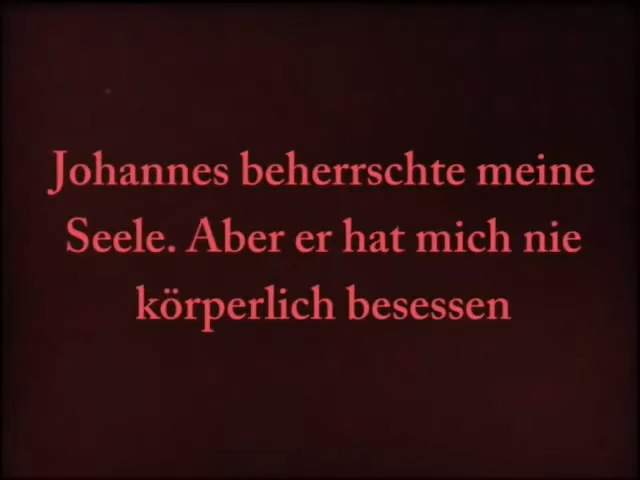 Johannes beherrschte meine
Seele. Aber er hat mich nie
körperlich besessen